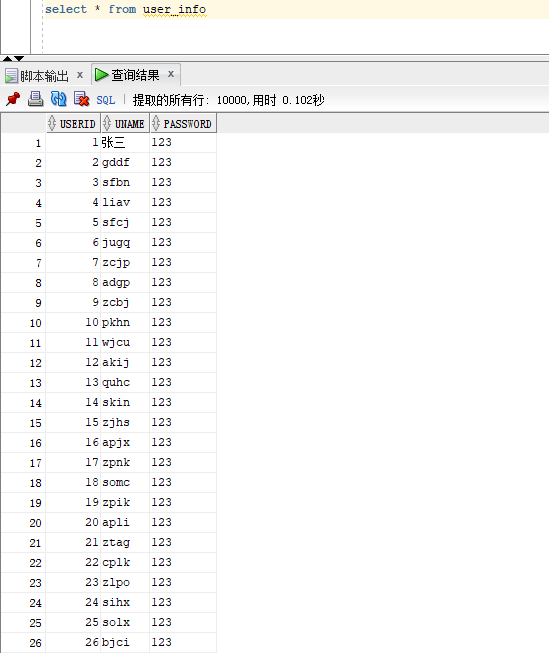 select * from user_info
脚本输出 × 查询结果 ×
SQL | 提取的所有行: 10000,用时 0.102秒
USERID UNAME PASSWORD
1 1 张三 123
2 2 gddf 123
3 3 sfbn 123
4 4 liav 123
5 5 sfcj 123
6 6 jugq 123
7 7 zcjp 123
8 8 adgp 123
9 9 zcbj 123
10 10 pkhn 123
11 11 wjcu 123
12 12 akij 123
13 13 quhc 123
14 14 skin 123
15 15 zjhs 123
16 16 apjx 123
17 17 zpnk 123
18 18 somc 123
19 19 zpik 123
20 20 apli 123
21 21 ztag 123
22 22 cplk 123
23 23 zlpo 123
24 24 sihx 123
25 25 solx 123
26 26 bjci 123